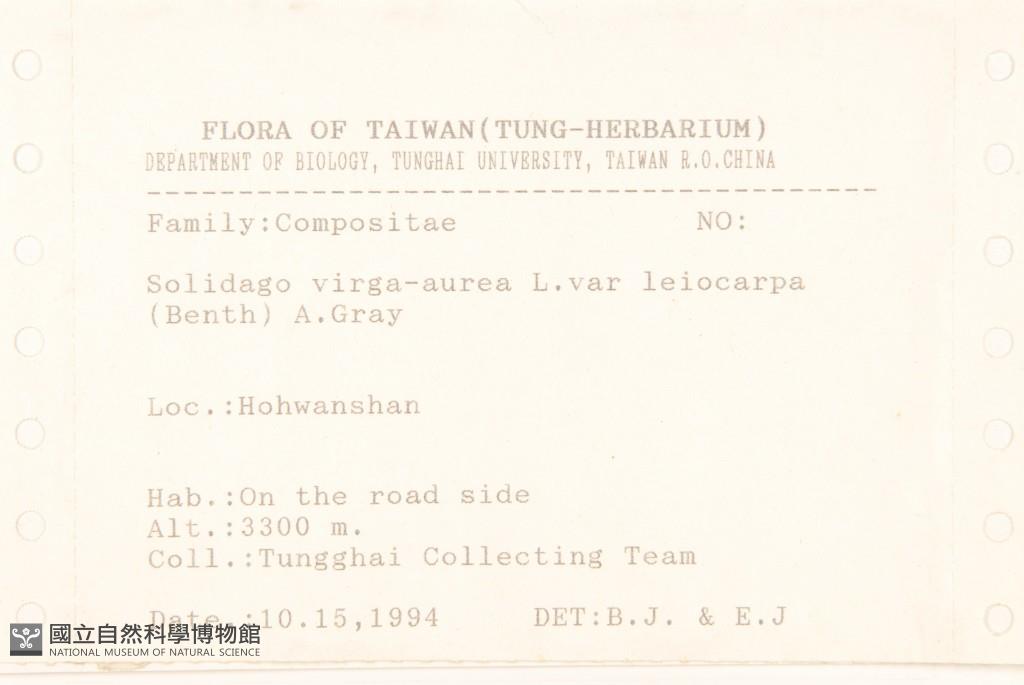 FLORA OF TAIWAN(TUNG-HERBARIUM)
DEPARTMENT OF BIOLOGY, TUNGHAI UNIVERSITY, TAIWAN R.O.CHINA
----------------------------------------
Family:Compositae NO:
Solidago virga-aurea L.var leiocarpa
(Benth) A.Gray
Loc.:Hohwanshan
Hab.:On the road side
Alt.:3300 m.
Coll.:Tungghai Collecting Team
Date.:10.15,1994 DET:B.J. & E.J
國立自然科學博物館
NATIONAL MUSEUM OF NATURAL SCIENCE